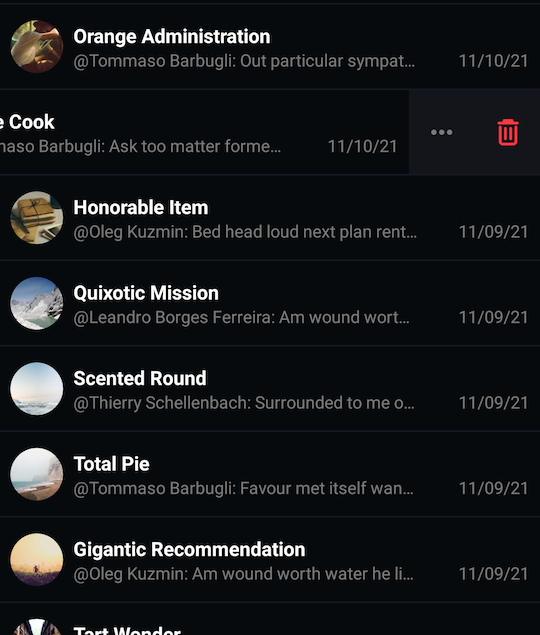 Orange Administration
@Tommaso Barbugli: Out particular sympat...
11/10/21
e Cook
naso Barbugli: Ask too matter forme...
11/10/21
Honorable Item
@Oleg Kuzmin: Bed head loud next plan rent...
11/09/21
Quixotic Mission
@Leandro Borges Ferreira: Am wound wort...
11/09/21
Scented Round
@Thierry Schellenbach: Surrounded to me o...
11/09/21
Total Pie
@Tommaso Barbugli: Favour met itself wan...
11/09/21
Gigantic Recommendation
@Oleg Kuzmin: Am wound worth water he li...
11/09/21
Tart Wonder